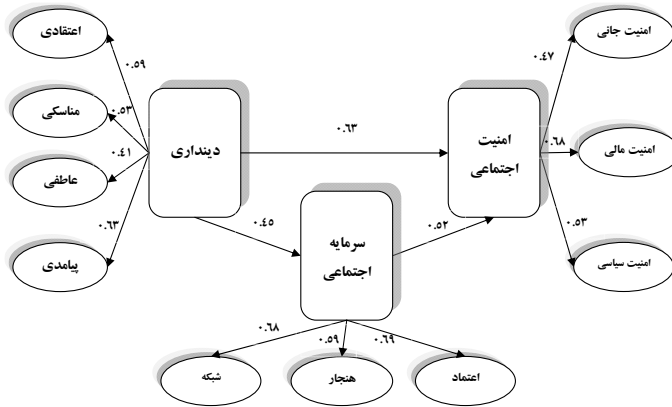 اعتقادی
امنیت جانی
۰.۵۹
۰.۴۷
مناسکی
۰.۵۳
دینداری
۰.۶۳
امنیت
اجتماعی
۰.۶۸
امنیت مالی
۰.۴۱
عاطفی
۰.۶۳
پیامدی
۰.۴۵
سرمایه
اجتماعی
۰.۵۲
۰.۵۳
امنیت سیاسی
۰.۶۸
۰.۵۹
۰.۶۹
شبکه
هنجار
اعتماد